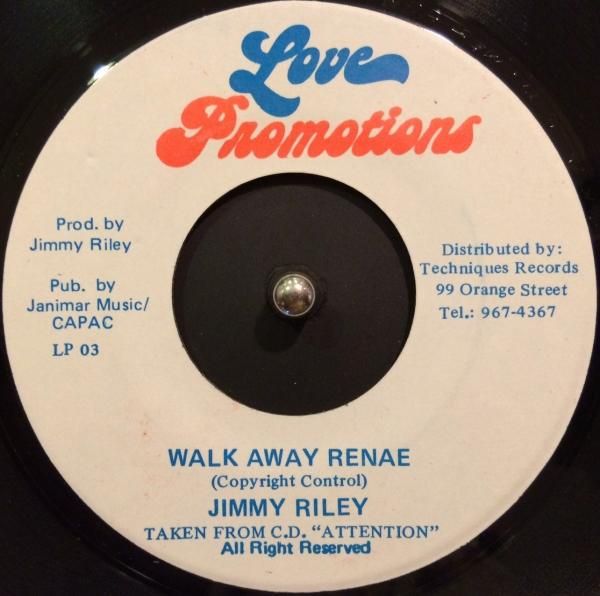 Love
Promotions
Prod. by
Jimmy Riley
Pub. by
Janimar Music/
CAPAC
LP 03
Distributed by:
Techniques Records
99 Orange Street
Tel.: 967-4367
WALK AWAY RENAE
(Copyright Control)
JIMMY RILEY
TAKEN FROM C.D. "ATTENTION"
All Right Reserved